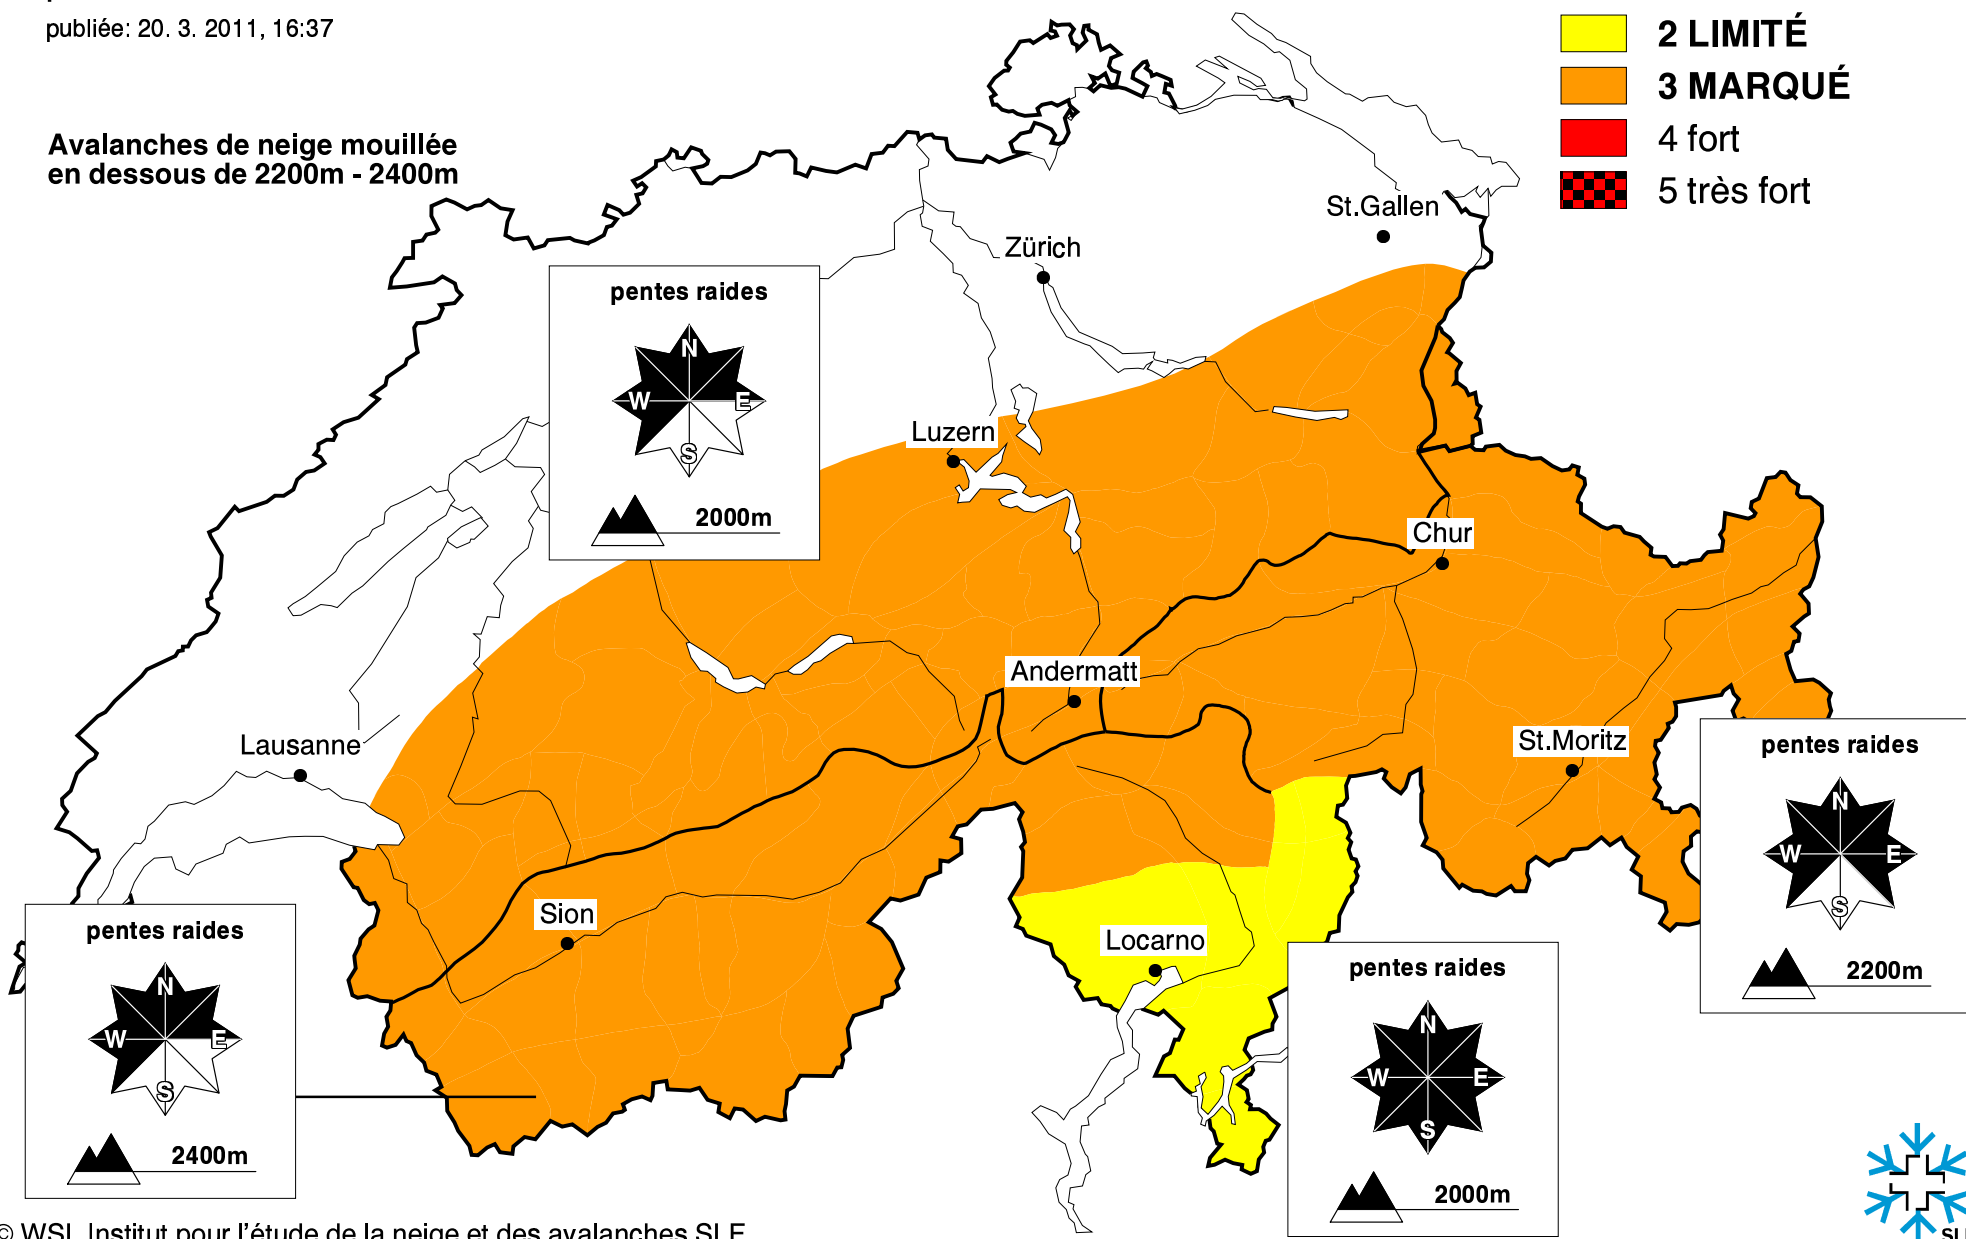 publiée: 20. 3. 2011, 16:37
2 LIMITÉ
3 MARQUÉ
4 fort
5 très fort
Avalanches de neige mouillée
en dessous de 2200m - 2400m
St.Gallen
Zürich
pentes raides
N
W E
S
2000m
Luzern
Chur
Andermatt
Lausanne
St.Moritz
pentes raides
N
W E
S
2200m
Sion
Locarno
pentes raides
N
W E
S
2400m
pentes raides
N
W E
S
2000m
© WSL Institut pour l'étude de la neige et des avalanches SLF